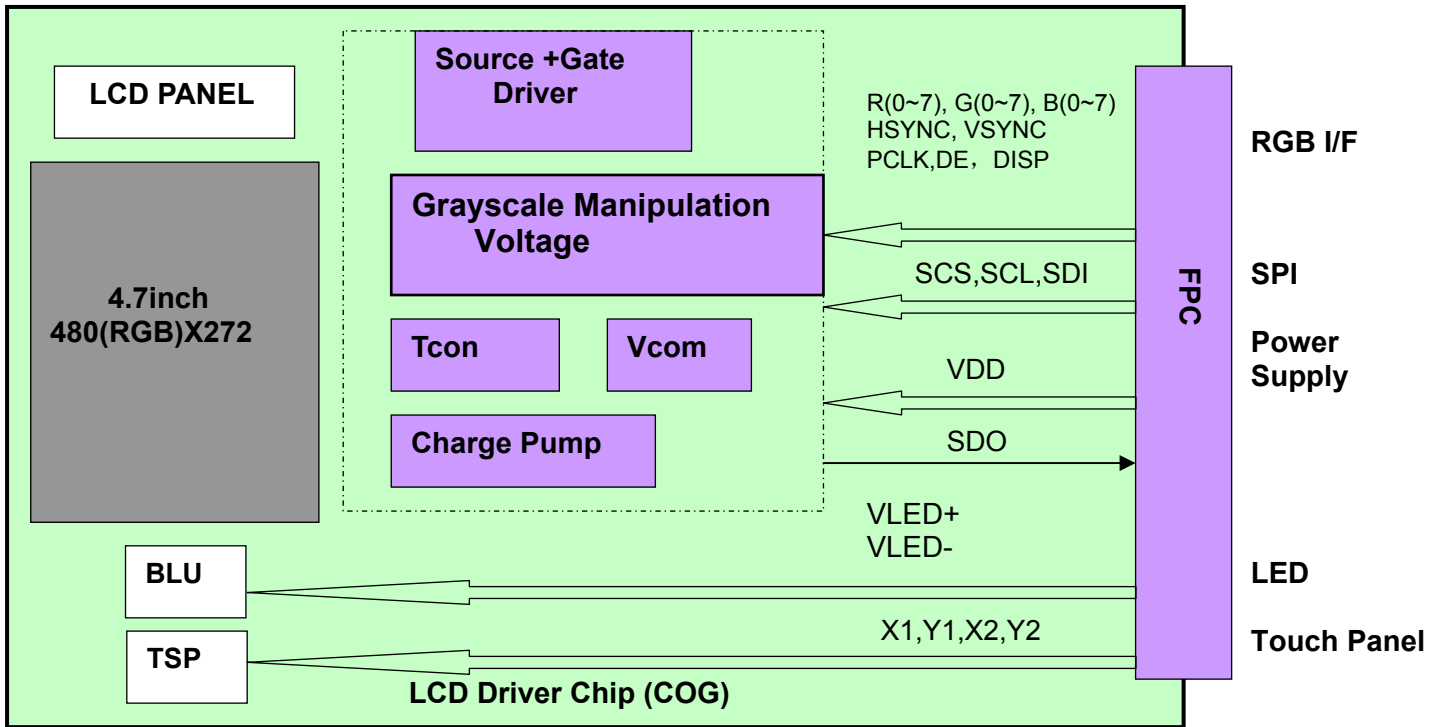 LCD PANEL
4.7inch
480(RGB)X272
BLU
TSP
Source +Gate
Driver
Grayscale Manipulation
Voltage
Tcon
Vcom
Charge Pump
LCD Driver Chip (COG)
R(0~7), G(0~7), B(0~7)
HSYNC, VSYNC
PCLK,DE， DISP
SCS,SCL,SDI
VDD
SDO
VLED+
VLED-
X1,Y1,X2,Y2
FPC
RGB I/F
SPI
Power
Supply
LED
Touch Panel